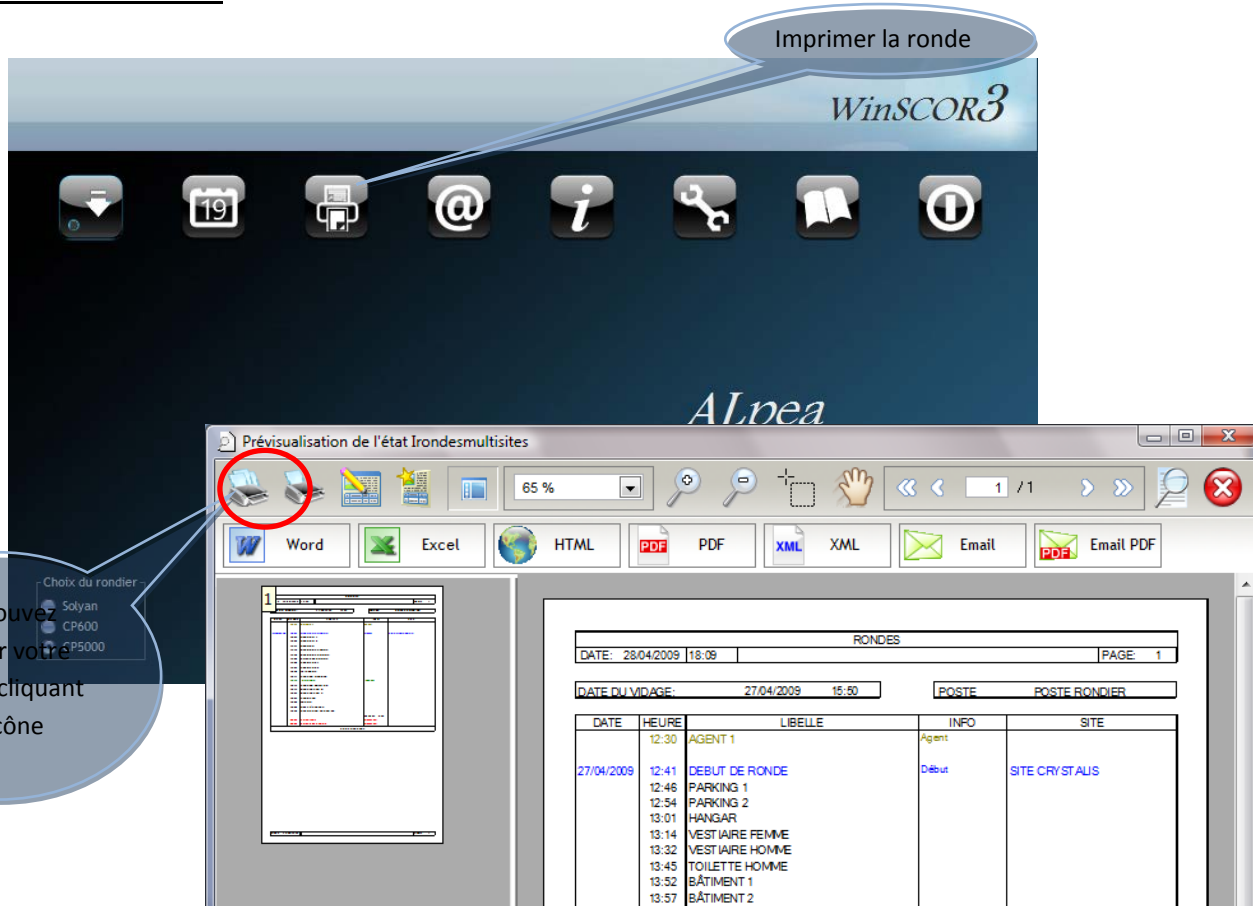 Imprimer la ronde
WinSCOR3
19
@
i
ALpea
Prévisualisation de l'état Irondesmultisites
65 %
1 /1
W Word
Excel
HTML
PDF PDF
XML XML
Email
PDF Email PDF
Choix du rondier
Solyan
CP600
CP5000
ouvez
r votre
cliquant
cône
1
RONDES
DATE: 28/04/2009 18:09 PAGE: 1
DATE DU VIDAGE: 27/04/2009 15:50 POSTE POSTE RONDIER
DATE HEURE LIBELLE INFO SITE
12:30 AGENT 1 Agent
27/04/2009 12:41 DEBUT DE RONDE Début SITE CRYSTALIS
12:46 PARKING 1
12:54 PARKING 2
13:01 HANGAR
13:14 VESTIAIRE FEMME
13:32 VESTIAIRE HOMME
13:45 TOILETTE HOMME
13:52 BÂTIMENT 1
13:57 BÂTIMENT 2